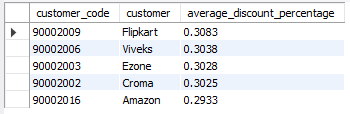 customer_code customer average_discount_percentage
90002009 Flipkart 0.3083
90002006 Viveks 0.3038
90002003 Ezone 0.3028
90002002 Croma 0.3025
90002016 Amazon 0.2933